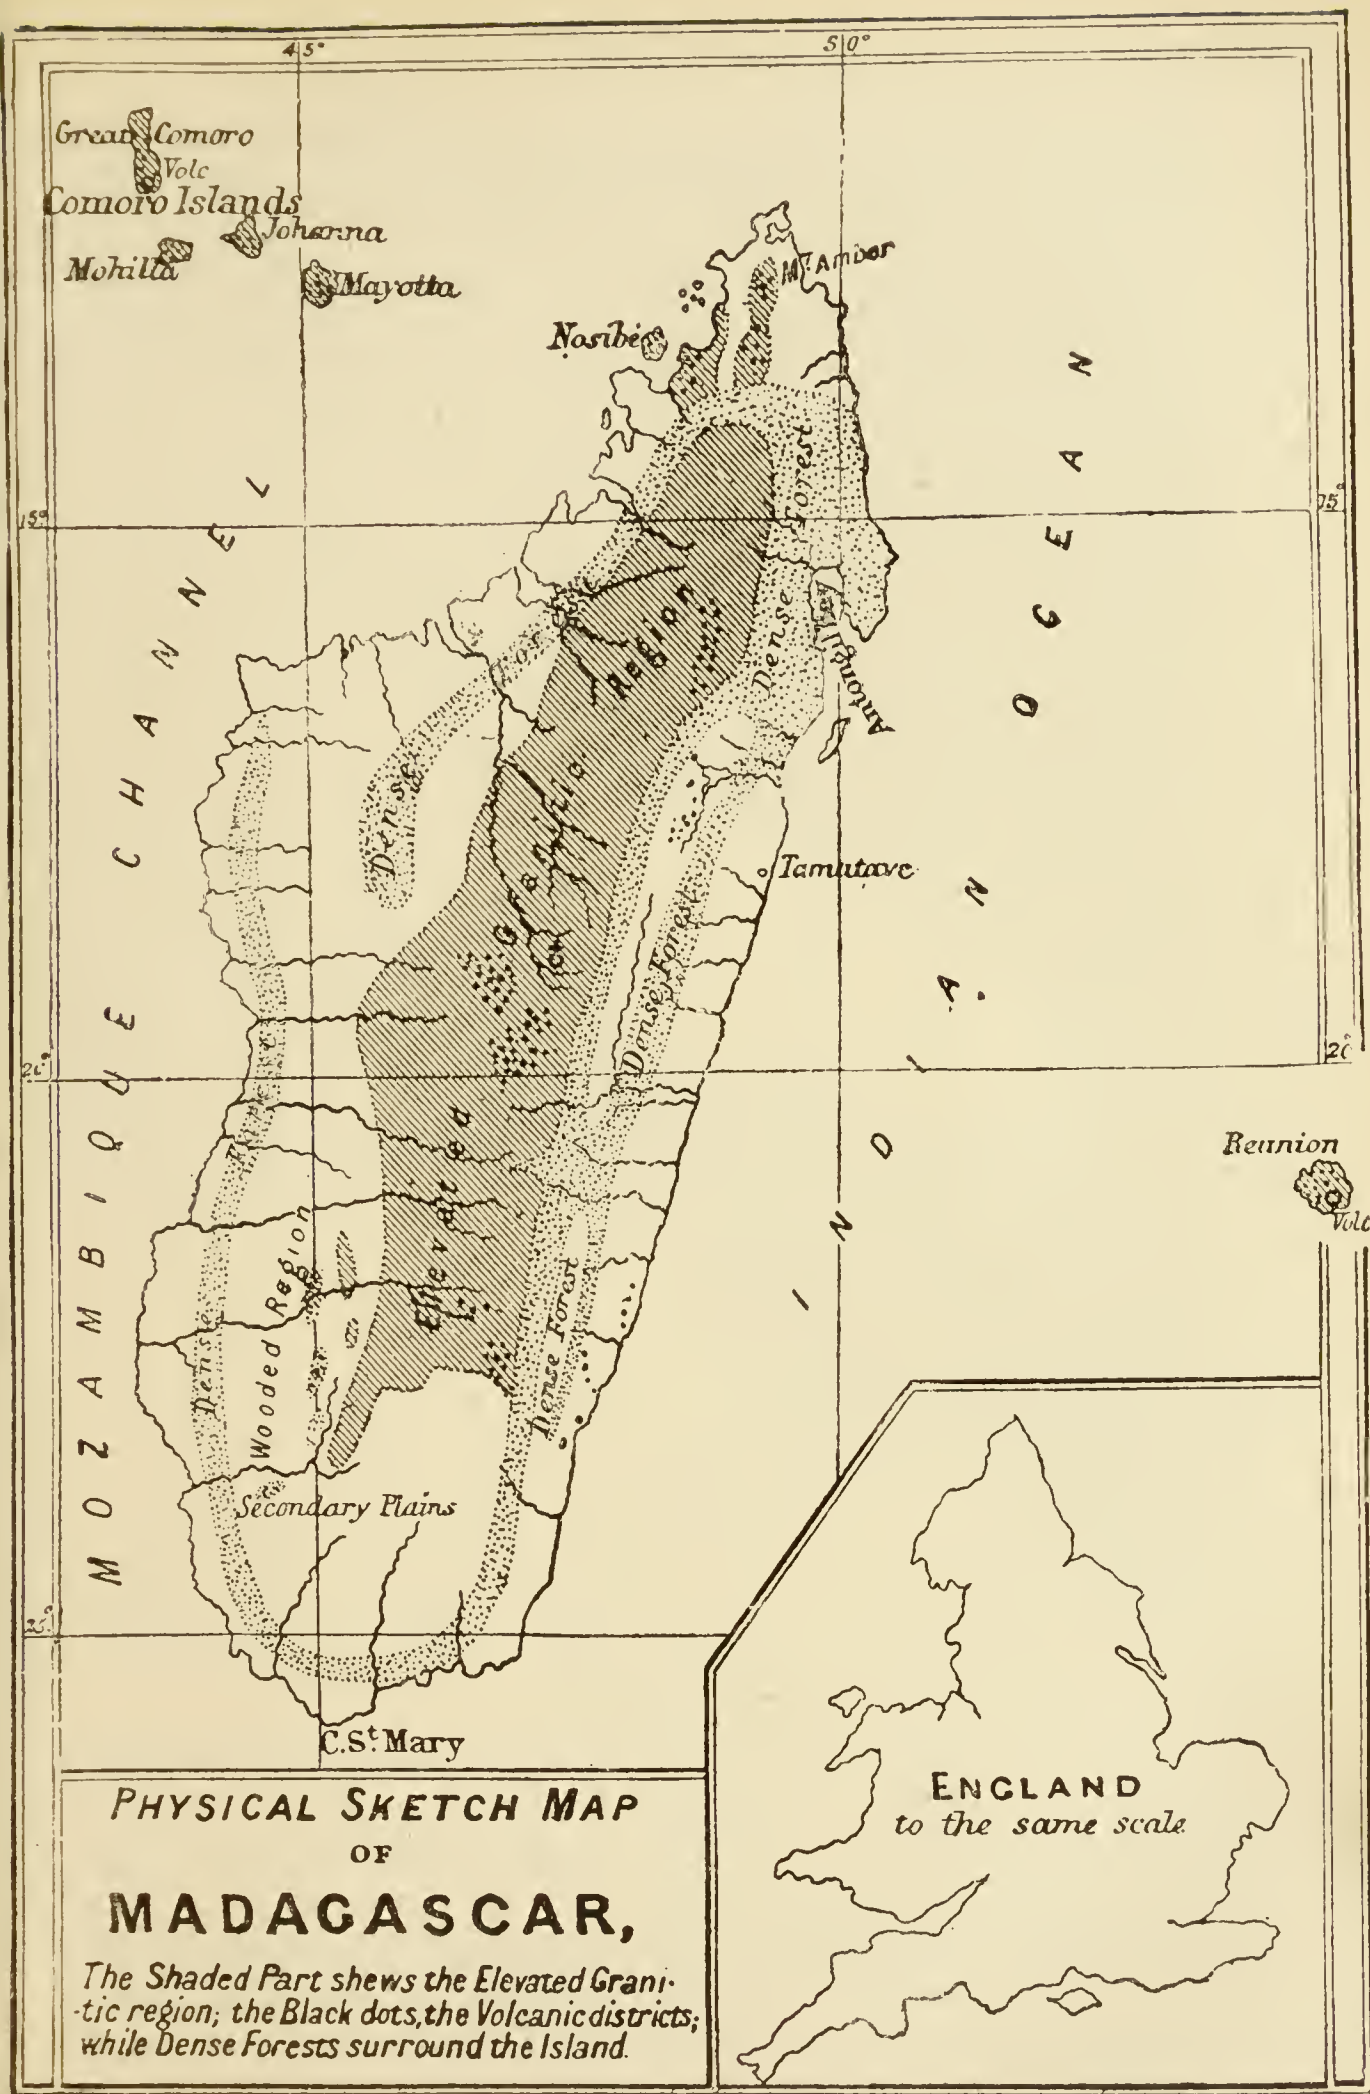 45°
50°
Great Comoro
Volc
Comoro Islands
Johanna
Mohilla
Mayotta
Mt. Amber
Nosibé
15°
15°
MOZAMBIQUE CHANNEL
INDIAN OCEAN
Dense Forest
Dense
Antongil Bay
Elevated Granitic Region
Dense
Tamatave
Dense Forest
20°
20
Reunion
Volc
Dense Forest
Dense
Wooded Region
Secondary Plains
C. St. Mary
PHYSICAL SKETCH MAP
OF
MADAGASCAR,
The Shaded Part shews the Elevated Grani-
-tic region; the Black dots, the Volcanic districts;
while Dense Forests surround the Island.
ENGLAND
to the same scale